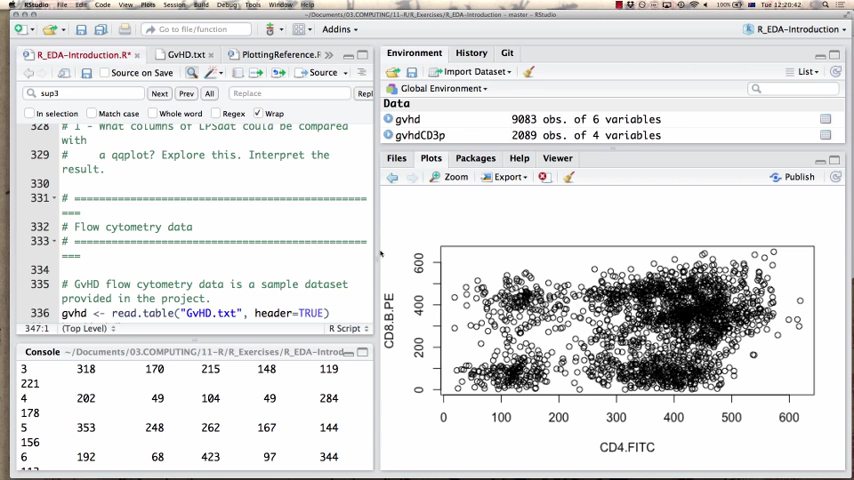 RStudio File Edit Code View Plots Session Build Debug Tools Window Help 100% Tue 12:20:42
~/Documents/03.COMPUTING/11-R/R_Exercises/R_EDA-Introduction - master - RStudio
Go to file/function Addins R_EDA-Introduction
R_EDA-Introduction.R* GvHD.txt PlottingReference.R
Source on Save Source
sup3 Next Prev All Replace Repl
In selection Match case Whole word Regex Wrap
328 # 1 - What columns of LPSdat could be compared
with
329 # a qqplot? Explore this. Interpret the
result.
330
331 # ==========================================
===
332 # Flow cytometry data
333 # ==========================================
===
334
335 # GvHD flow cytometry data is a sample dataset
provided in the project.
336 gvhd <- read.table("GvHD.txt", header=TRUE)
347:1 (Top Level) R Script
Console ~/Documents/03.COMPUTING/11-R/R_Exercises/R_EDA-Introd
3 318 170 215 148 119
221
4 202 49 104 49 284
178
5 353 248 262 167 144
156
6 192 68 423 97 344
Environment History Git
Import Dataset List
Global Environment
Data
gvhd 9083 obs. of 6 variables
gvhdCD3p 2089 obs. of 4 variables
Files Plots Packages Help Viewer
Zoom Export Publish
CD8.B.PE
600
400
200
0
0 100 200 300 400 500 600
CD4.FITC